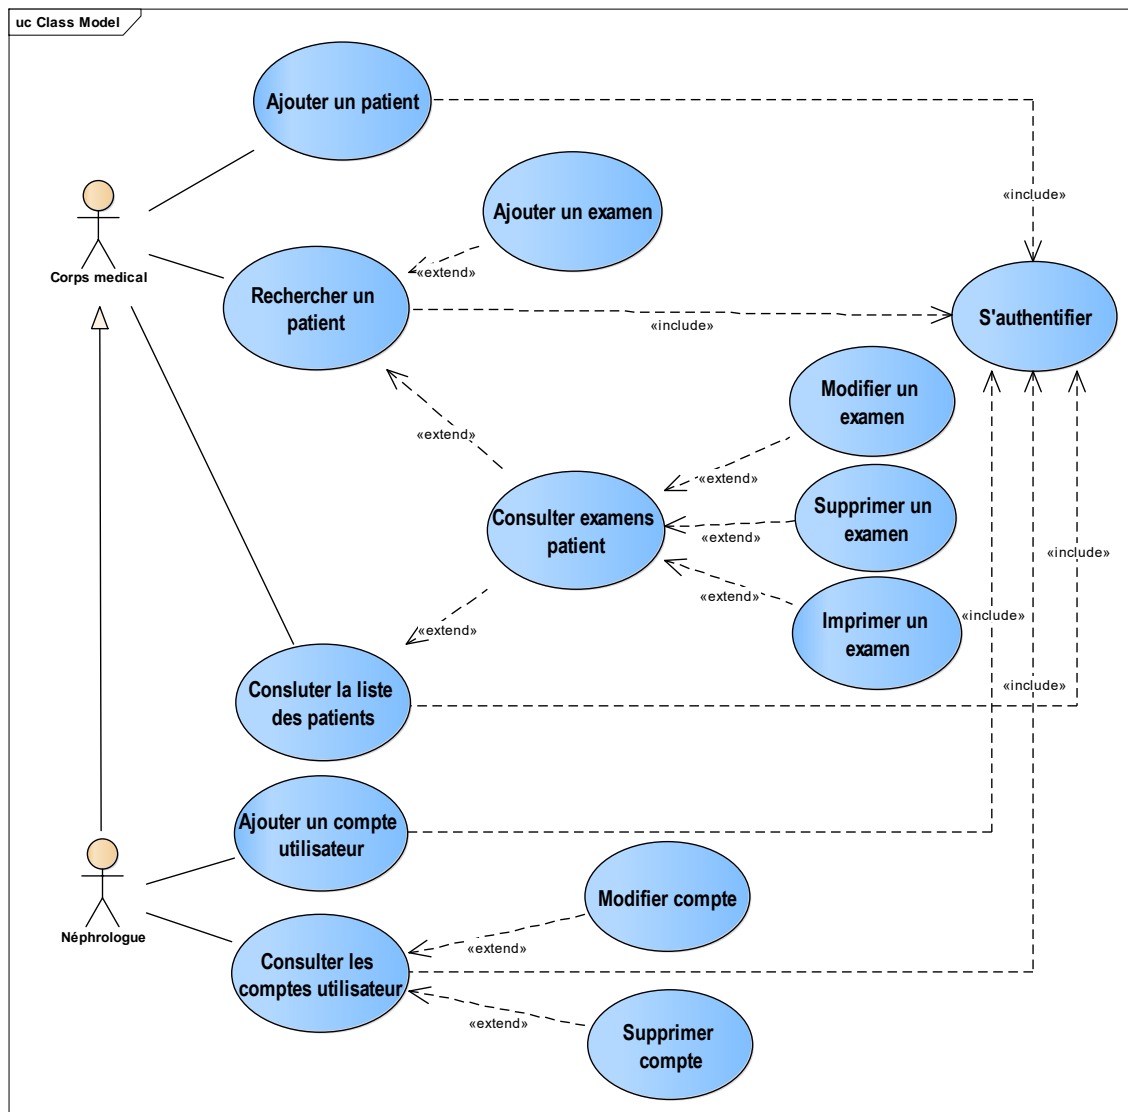 uc Class Model
Ajouter un patient
«include»
Ajouter un examen
Corps medical
«extend»
Rechercher un
patient
«include»
S'authentifier
Modifier un
examen
«extend»
«extend»
Consulter examens
patient
Supprimer un
examen
«extend»
«include»
«extend»
Imprimer un
examen
«include»
«extend»
Consluter la liste
des patients
«include»
Ajouter un compte
utilisateur
Néphrologue
Modifier compte
«extend»
Consulter les
comptes utilisateur
«extend»
Supprimer
compte